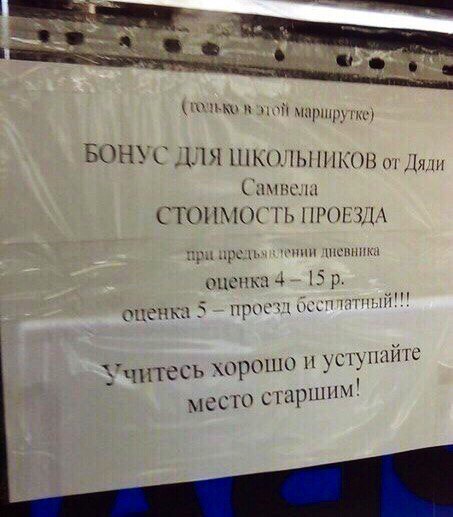 (только в этой маршрутке)
БОНУС ДЛЯ ШКОЛЬНИКОВ от Дяди
Самвела
СТОИМОСТЬ ПРОЕЗДА
при предъявлении дневника
оценка 4 – 15 р.
оценка 5 – проезд бесплатный!!!
Учитесь хорошо и уступайте
место старшим!